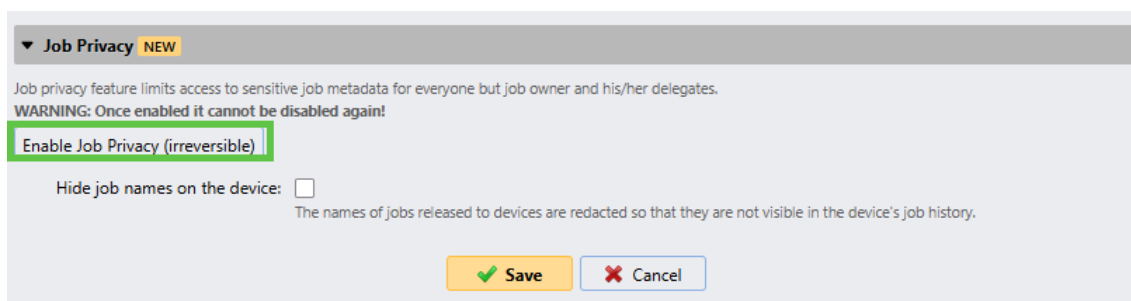 Job Privacy NEW
Job privacy feature limits access to sensitive job metadata for everyone but job owner and his/her delegates.
WARNING: Once enabled it cannot be disabled again!
Enable Job Privacy (irreversible)
Hide job names on the device:
The names of jobs released to devices are redacted so that they are not visible in the device's job history.
Save Cancel